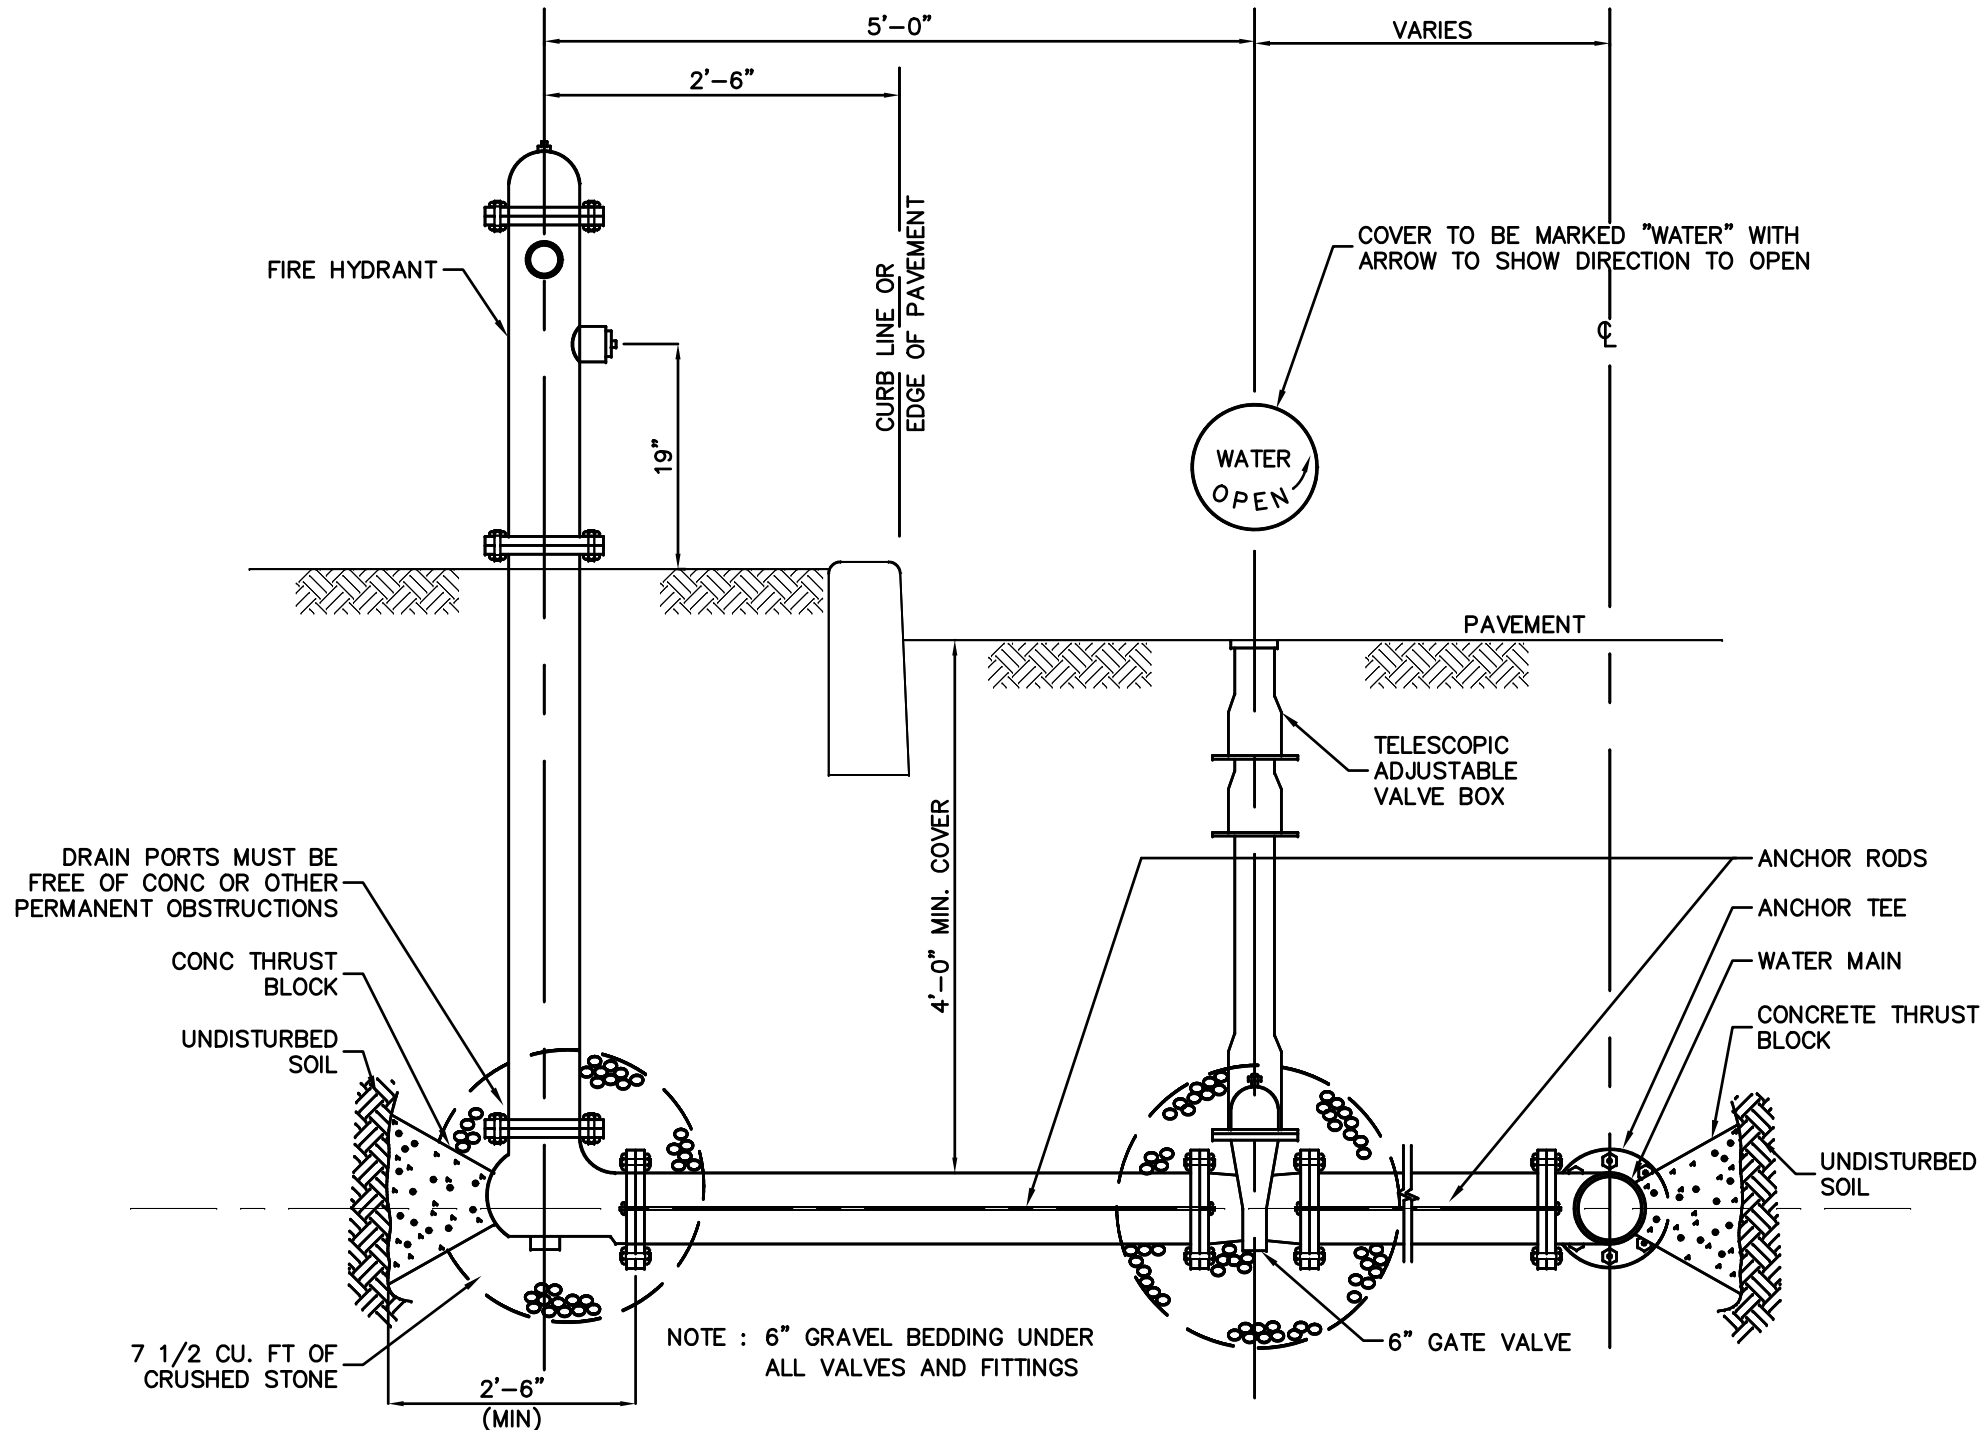 5'-0"
VARIES
2'-6"
COVER TO BE MARKED "WATER" WITH
ARROW TO SHOW DIRECTION TO OPEN
FIRE HYDRANT
CURB LINE OR
EDGE OF PAVEMENT
℄
19"
WATER
OPEN
PAVEMENT
TELESCOPIC
ADJUSTABLE
VALVE BOX
4'-0" MIN. COVER
DRAIN PORTS MUST BE
FREE OF CONC OR OTHER
PERMANENT OBSTRUCTIONS
CONC THRUST
BLOCK
UNDISTURBED
SOIL
ANCHOR RODS
ANCHOR TEE
WATER MAIN
CONCRETE THRUST
BLOCK
UNDISTURBED
SOIL
7 1/2 CU. FT OF
CRUSHED STONE
2'-6"
(MIN)
NOTE : 6" GRAVEL BEDDING UNDER
ALL VALVES AND FITTINGS
6" GATE VALVE